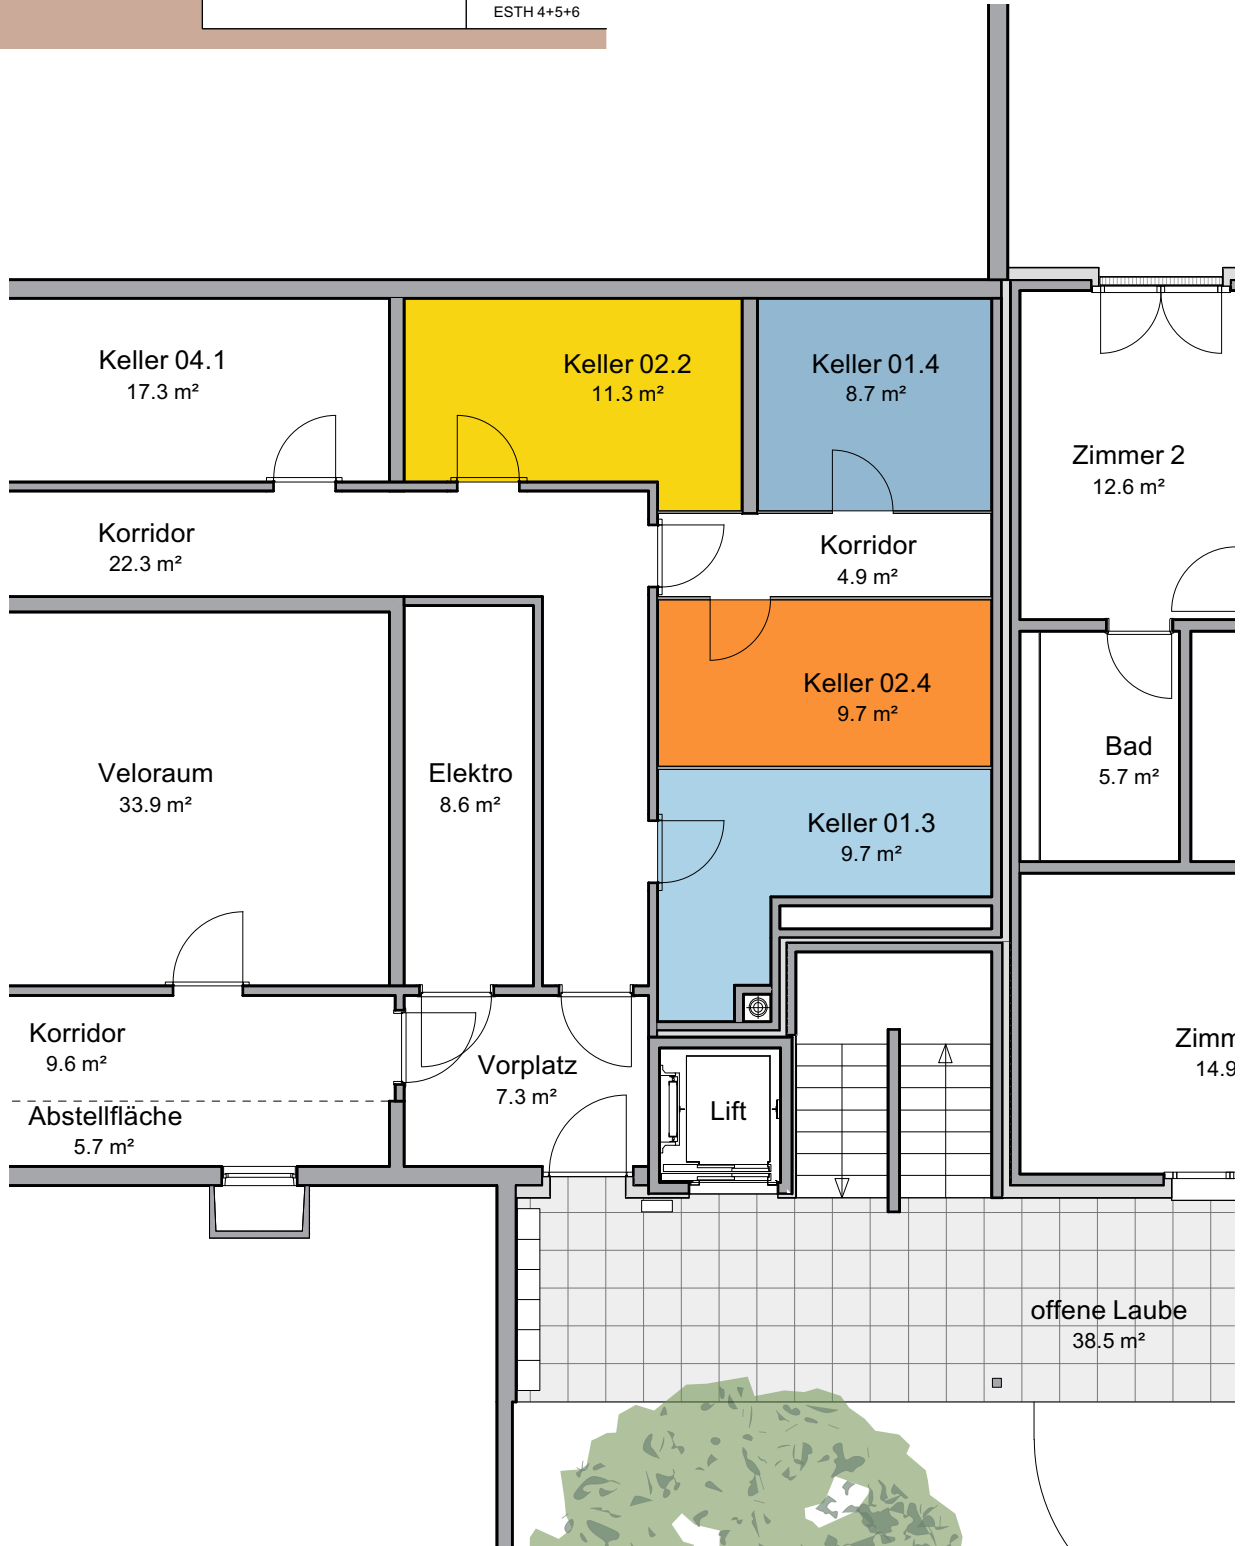 ESTH 4+5+6
Keller 04.1
17.3 m²
Keller 02.2
11.3 m²
Keller 01.4
8.7 m²
Zimmer 2
12.6 m²
Korridor
22.3 m²
Korridor
4.9 m²
Keller 02.4
9.7 m²
Veloraum
33.9 m²
Elektro
8.6 m²
Bad
5.7 m²
Keller 01.3
9.7 m²
Korridor
9.6 m²
Vorplatz
7.3 m²
Zimm
14.9
Abstellfläche
5.7 m²
Lift
offene Laube
38.5 m²